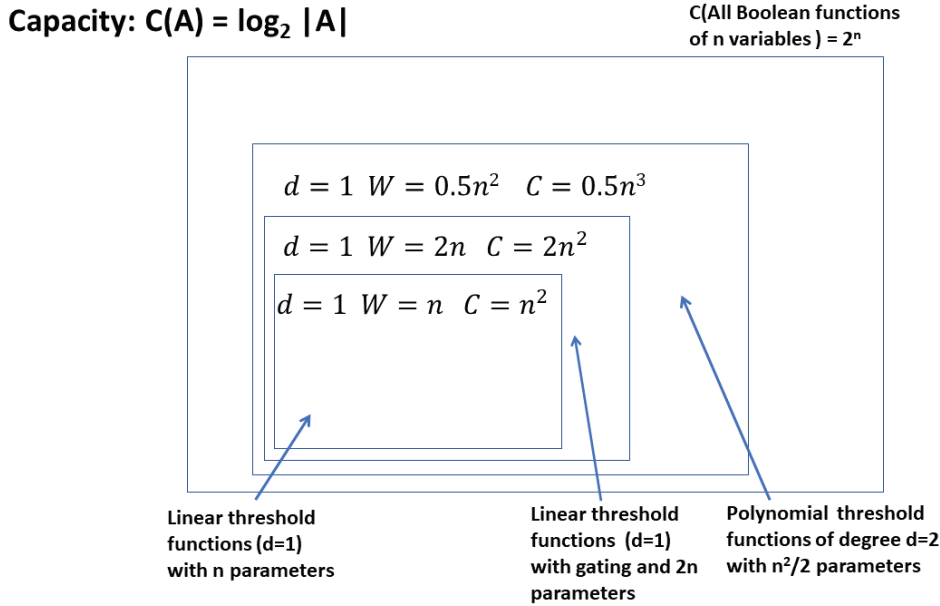 Capacity: C(A) = log₂ |A|
C(All Boolean functions
of n variables ) = 2ⁿ
d = 1 W = 0.5n² C = 0.5n³
d = 1 W = 2n C = 2n²
d = 1 W = n C = n²
Linear threshold
functions (d=1)
with n parameters
Linear threshold
functions (d=1)
with gating and 2n
parameters
Polynomial threshold
functions of degree d=2
with n²/2 parameters